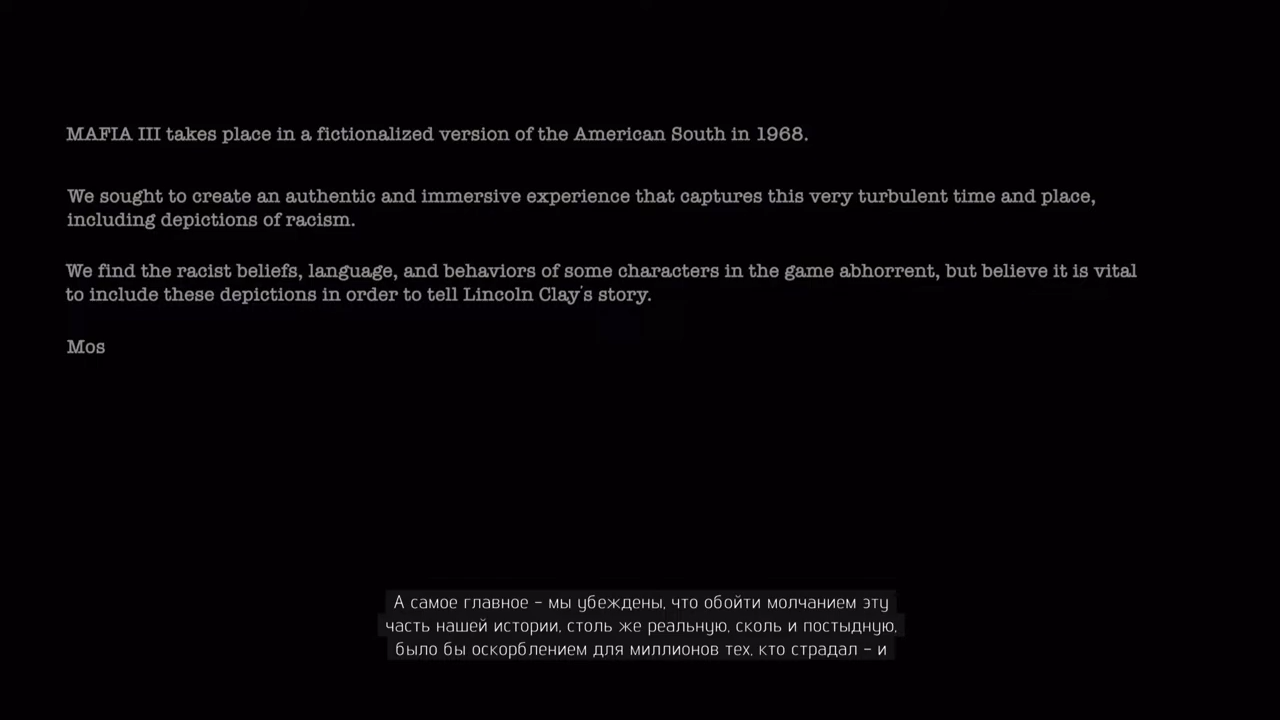 MAFIA III takes place in a fictionalized version of the American South in 1968.
We sought to create an authentic and immersive experience that captures this very turbulent time and place,
including depictions of racism.
We find the racist beliefs, language, and behaviors of some characters in the game abhorrent, but believe it is vital
to include these depictions in order to tell Lincoln Clay's story.
Mos
А самое главное - мы убеждены, что обойти молчанием эту
часть нашей истории, столь же реальную, сколь и постыдную,
было бы оскорблением для миллионов тех, кто страдал - и